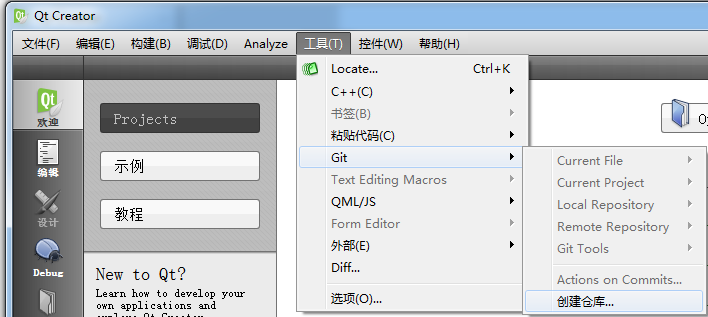 Qt Creator
文件(F) 编辑(E) 构建(B) 调试(D) Analyze 工具(T) 控件(W) 帮助(H)
Qt
欢迎
编辑
设计
Debug
Projects
示例
教程
New to Qt?
Learn how to develop your
own applications and
Locate... Ctrl+K
C++(C)
书签(B)
粘贴代码(C)
Git
Text Editing Macros
QML/JS
Form Editor
外部(E)
Diff...
选项(O)...
Current File
Current Project
Local Repository
Remote Repository
Git Tools
Actions on Commits...
创建仓库...